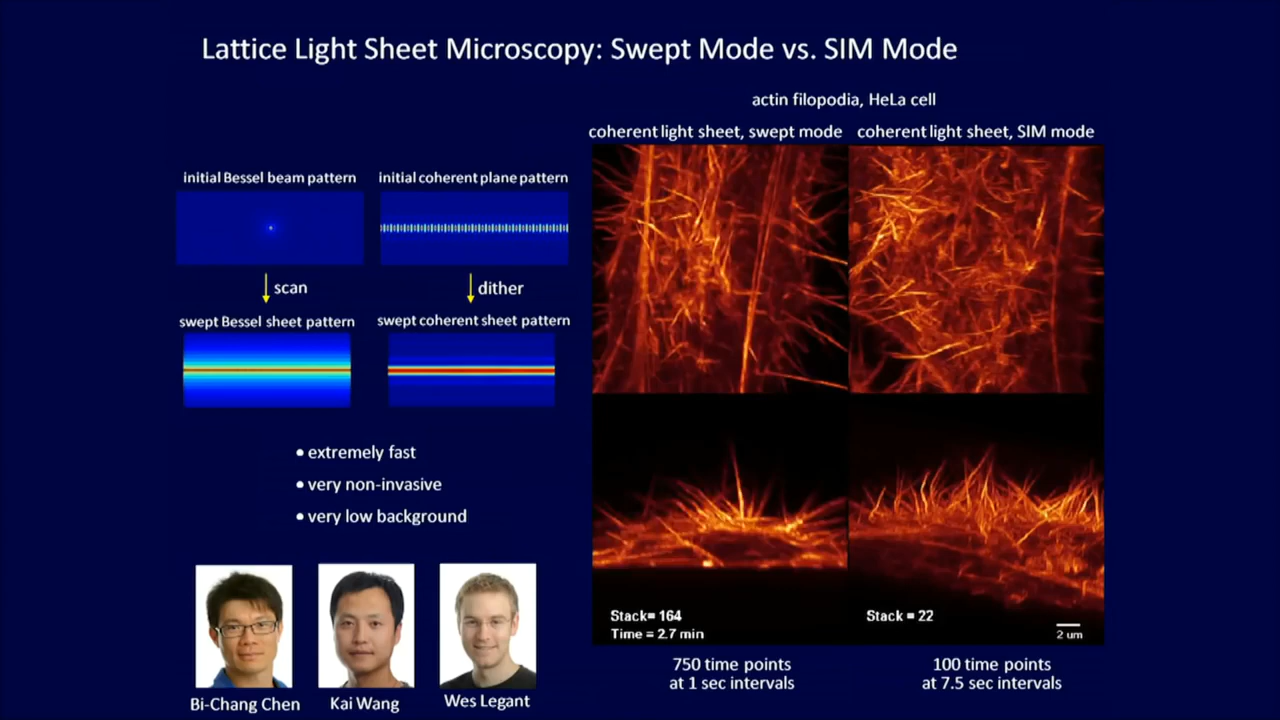 Lattice Light Sheet Microscopy: Swept Mode vs. SIM Mode
actin filopodia, HeLa cell
coherent light sheet, swept mode
coherent light sheet, SIM mode
initial Bessel beam pattern
initial coherent plane pattern
scan
dither
swept Bessel sheet pattern
swept coherent sheet pattern
• extremely fast
• very non-invasive
• very low background
Stack= 164
Time = 2.7 min
Stack = 22
2 um
750 time points
at 1 sec intervals
100 time points
at 7.5 sec intervals
Bi-Chang Chen
Kai Wang
Wes Legant